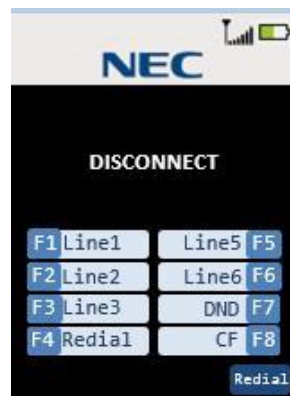 NEC
DISCONNECT
F1 Line1 Line5 F5
F2 Line2 Line6 F6
F3 Line3 DND F7
F4 Redial CF F8
Redial